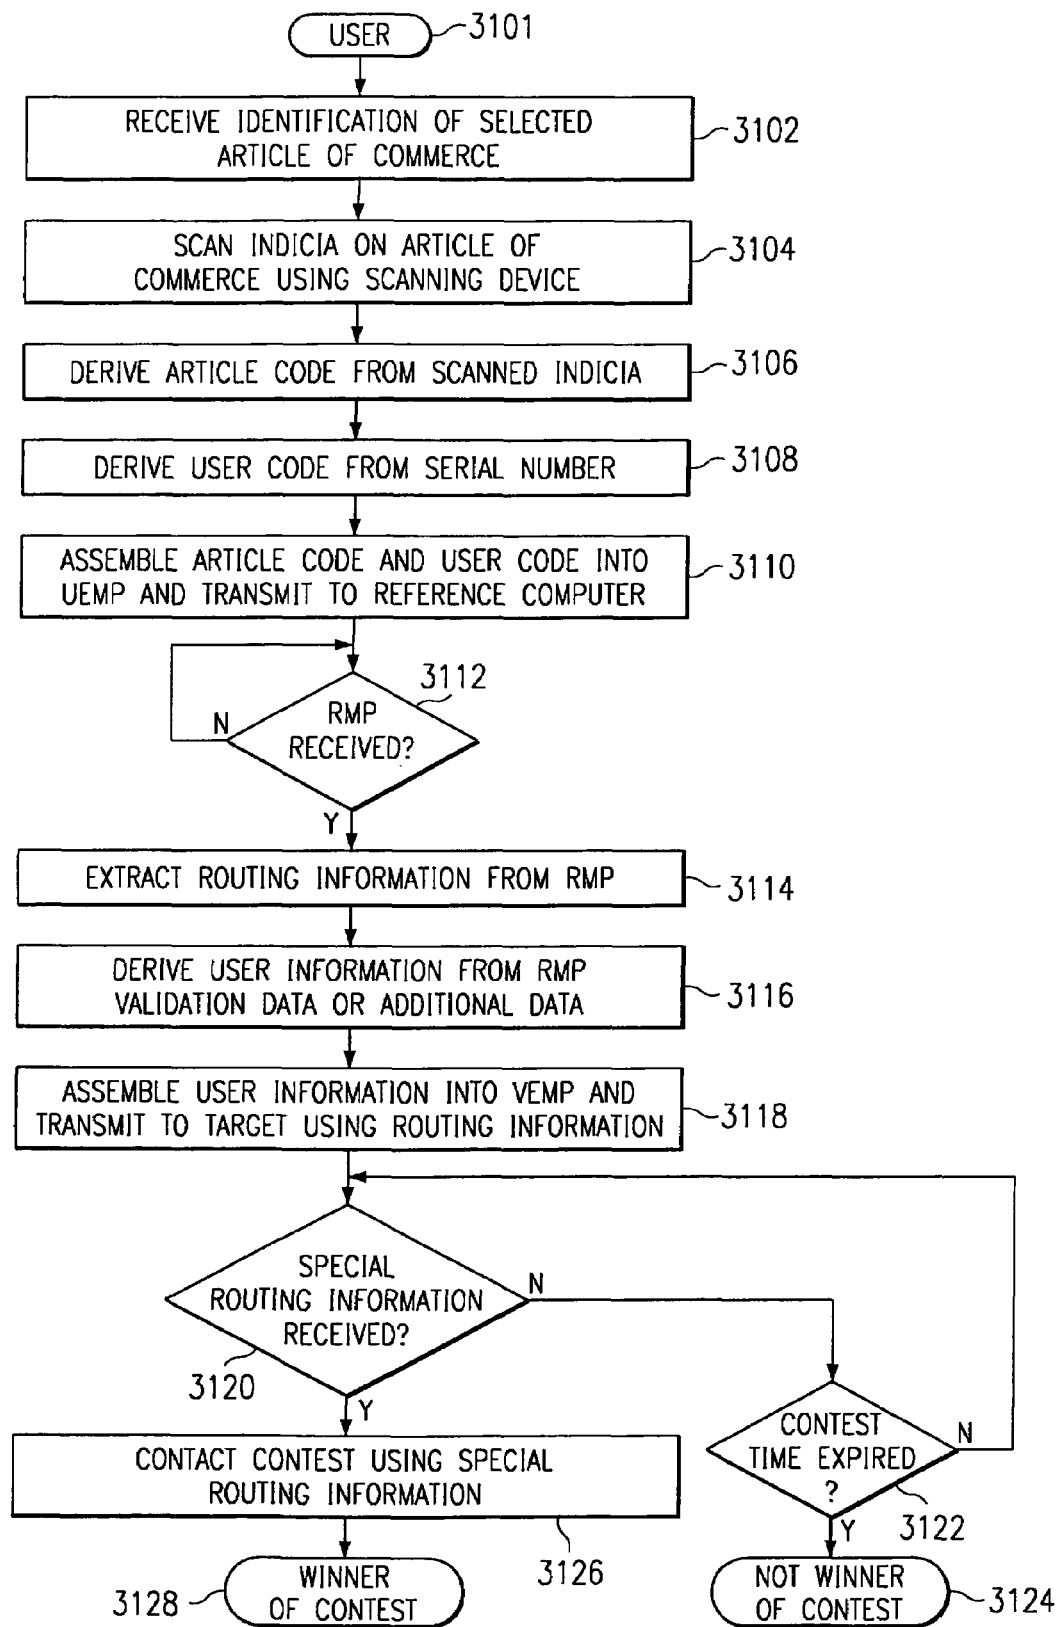 USER
3101
RECEIVE IDENTIFICATION OF SELECTED
ARTICLE OF COMMERCE
3102
SCAN INDICIA ON ARTICLE OF
COMMERCE USING SCANNING DEVICE
3104
DERIVE ARTICLE CODE FROM SCANNED INDICIA
3106
DERIVE USER CODE FROM SERIAL NUMBER
3108
ASSEMBLE ARTICLE CODE AND USER CODE INTO
UEMP AND TRANSMIT TO REFERENCE COMPUTER
3110
3112
RMP
RECEIVED?
N
Y
EXTRACT ROUTING INFORMATION FROM RMP
3114
DERIVE USER INFORMATION FROM RMP
VALIDATION DATA OR ADDITIONAL DATA
3116
ASSEMBLE USER INFORMATION INTO VEMP AND
TRANSMIT TO TARGET USING ROUTING INFORMATION
3118
SPECIAL
ROUTING INFORMATION
RECEIVED?
N
3120
Y
CONTEST
TIME EXPIRED
?
N
3122
Y
CONTACT CONTEST USING SPECIAL
ROUTING INFORMATION
3126
WINNER
OF CONTEST
3128
NOT WINNER
OF CONTEST
3124